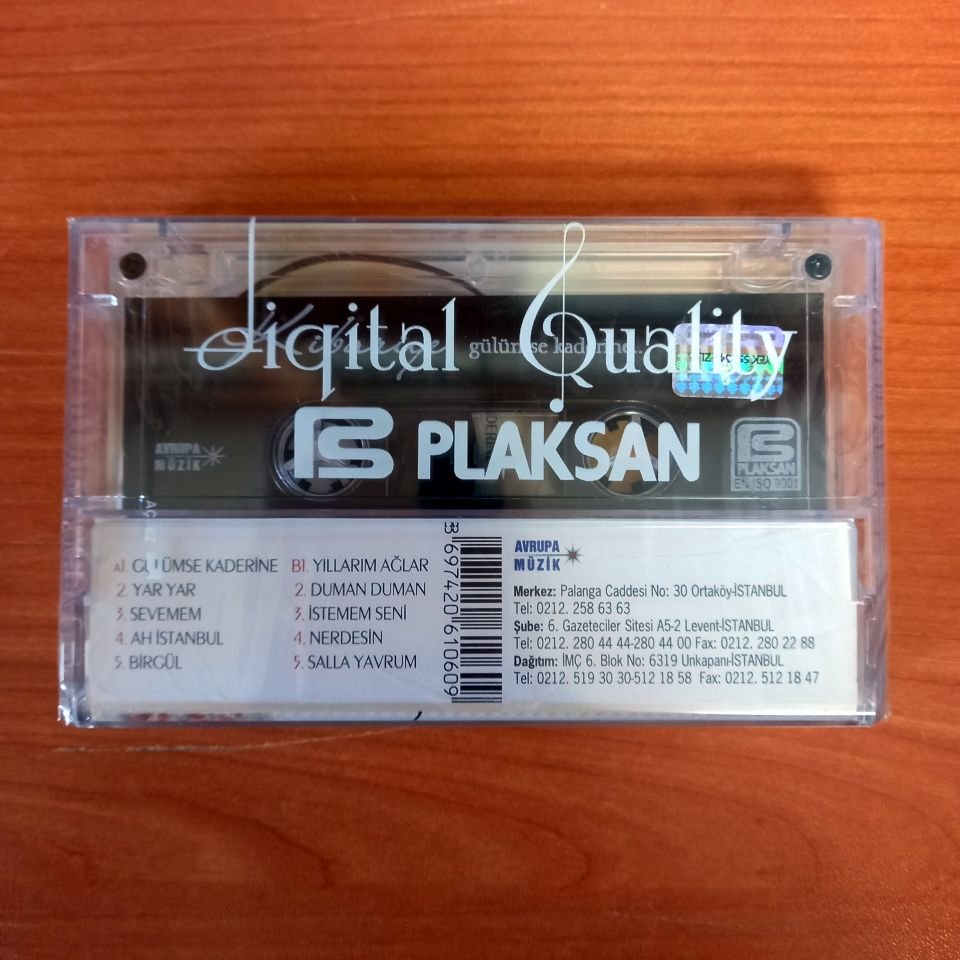 Digital Quality
gülümse kaderine...
PLAKSAN
AVRUPA
MÜZİK
PLAKSAN
EN ISO 9001
A1. GÜLÜMSE KADERİNE
2. YAR YAR
3. SEVEMEM
4. AH İSTANBUL
5. BİRGÜL
B1. YILLARIM AĞLAR
2. DUMAN DUMAN
3. İSTEMEM SENİ
4. NERDESİN
5. SALLA YAVRUM
8 697420 610609
AVRUPA
MÜZİK
Merkez: Palanga Caddesi No: 30 Ortaköy-İSTANBUL
Tel: 0212. 258 63 63
Şube: 6. Gazeteciler Sitesi A5-2 Levent-İSTANBUL
Tel: 0212. 280 44 44-280 44 00 Fax: 0212. 280 22 88
Dağıtım: İMÇ 6. Blok No: 6319 Unkapanı-İSTANBUL
Tel: 0212. 519 30 30-512 18 58 Fax: 0212. 512 18 47